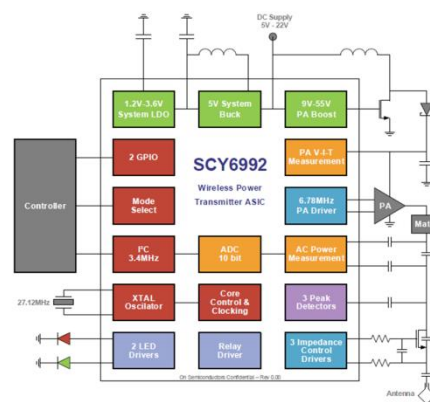 DC Supply
5V - 22V
1.2V-3.6V
System LDO
5V System
Buck
9V-55V
PA Boost
2 GPIO
SCY6992
PA V-I-T
Measurement
Controller
Mode
Select
Wireless Power
Transmitter ASIC
6.78MHz
PA Driver
PA
I²C
3.4MHz
ADC
10 bit
AC Power
Measurement
27.12MHz
XTAL
Oscilator
Core
Control &
Clocking
3 Peak
Detectors
2 LED
Drivers
Relay
Driver
3 Impedance
Control
Drivers
On Semiconductors Confidential – Rev 0.00
Antenna